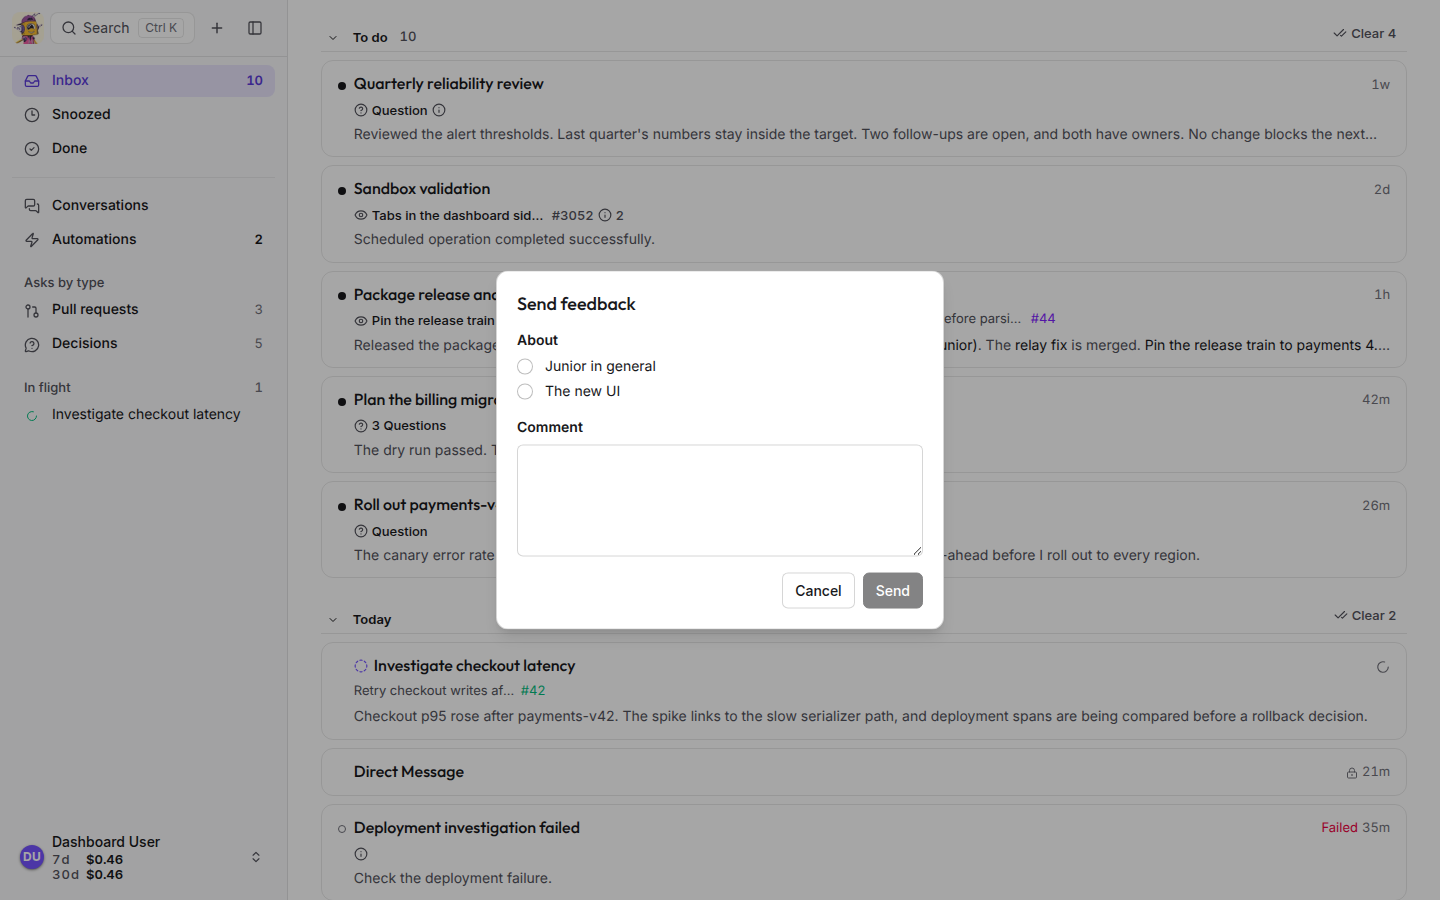 Search Ctrl K
Inbox 10
Snoozed
Done
Conversations
Automations 2
Asks by type
Pull requests 3
Decisions 5
In flight 1
Investigate checkout latency
DU Dashboard User
7d $0.46
30d $0.46
To do 10 Clear 4
Quarterly reliability review 1w
Question
Reviewed the alert thresholds. Last quarter's numbers stay inside the target. Two follow-ups are open, and both have owners. No change blocks the next...
Sandbox validation 2d
Tabs in the dashboard sid... #3052 2
Scheduled operation completed successfully.
Package release and 1h
Pin the release train efore parsi... #44
Released the package unior). The relay fix is merged. Pin the release train to payments 4....
Plan the billing migr 42m
3 Questions
The dry run passed. T
Roll out payments-v 26m
Question
The canary error rate -ahead before I roll out to every region.
Send feedback
About
Junior in general
The new UI
Comment
Cancel Send
Today Clear 2
Investigate checkout latency
Retry checkout writes af... #42
Checkout p95 rose after payments-v42. The spike links to the slow serializer path, and deployment spans are being compared before a rollback decision.
Direct Message 21m
Deployment investigation failed Failed 35m
Check the deployment failure.